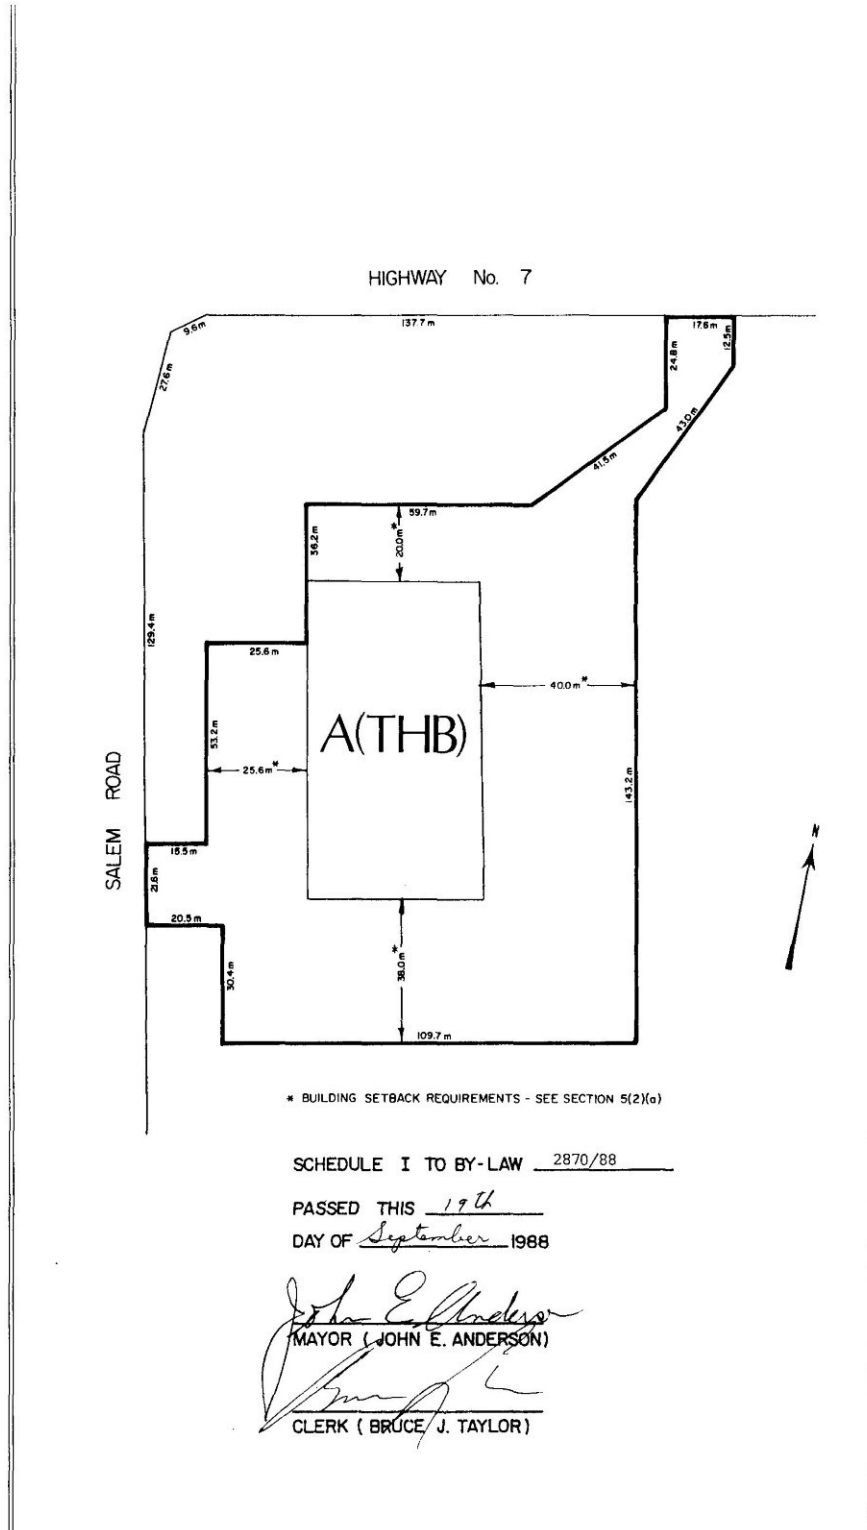 HIGHWAY No. 7
9.6m
137.7m
17.6m
12.5m
24.8m
27.6m
43.0m
41.5m
59.7m
20.0m*
36.2m
129.4m
25.6m
40.0m*
53.2m
A(THB)
25.6m*
143.2m
SALEM ROAD
N
15.5m
21.6m
20.5m
38.0m*
30.4m
109.7m
* BUILDING SETBACK REQUIREMENTS - SEE SECTION 5(2)(a)
SCHEDULE I TO BY-LAW 2870/88
PASSED THIS 19th
DAY OF September 1988
John E. Anderson
MAYOR (JOHN E. ANDERSON)
CLERK (BRUCE J. TAYLOR)